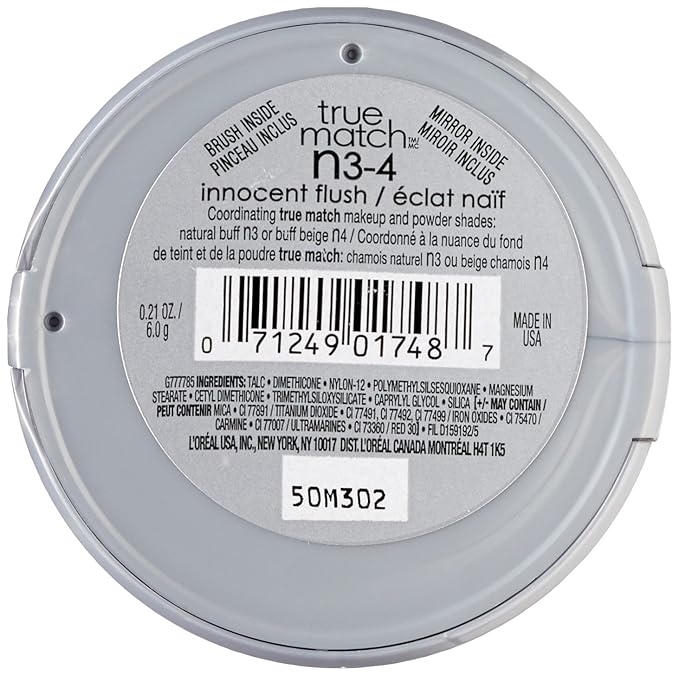 BRUSH INSIDE
PINCEAU INCLUS
true
match TM/MC
MIRROR INSIDE
MIROIR INCLUS
n3-4
innocent flush / éclat naïf
Coordinating true match makeup and powder shades:
natural buff n3 or buff beige n4 / Coordonné à la nuance du fond
de teint et de la poudre true match: chamois naturel n3 ou beige chamois n4
0.21 OZ. /
6.0 g
0 71249 01748 7
MADE IN
USA
G777785 INGREDIENTS: TALC • DIMETHICONE • NYLON-12 • POLYMETHYLSILSESQUIOXANE • MAGNESIUM
STEARATE • CETYL DIMETHICONE • TRIMETHYLSILOXYSILICATE • CAPRYLYL GLYCOL • SILICA [+/- MAY CONTAIN /
PEUT CONTENIR MICA • CI 77891 / TITANIUM DIOXIDE • CI 77491, CI 77492, CI 77499 / IRON OXIDES • CI 75470 /
CARMINE • CI 77007 / ULTRAMARINES • CI 73360 / RED 30] • FIL D159192/5
L'ORÉAL USA, INC., NEW YORK, NY 10017 DIST. L'ORÉAL CANADA MONTRÉAL H4T 1K5
50M302